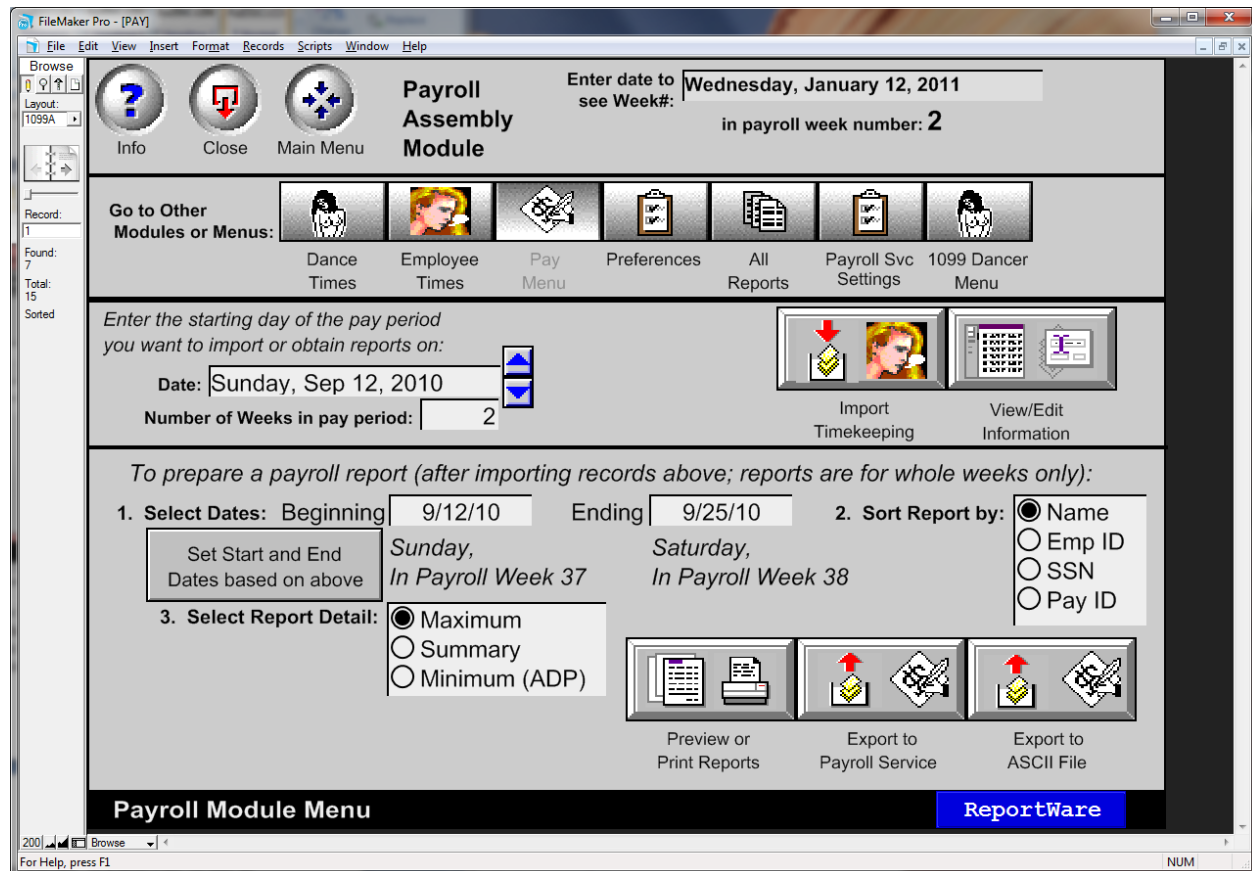 FileMaker Pro - [PAY]
File Edit View Insert Format Records Scripts Window Help
Browse
Layout:
1099A
Record:
1
Found:
7
Total:
15
Sorted
Info
Close
Main Menu
Payroll
Assembly
Module
Enter date to
see Week#:
Wednesday, January 12, 2011
in payroll week number: 2
Go to Other
Modules or Menus:
Dance
Times
Employee
Times
Pay
Menu
Preferences
All
Reports
Payroll Svc
Settings
1099 Dancer
Menu
Enter the starting day of the pay period
you want to import or obtain reports on:
Date: Sunday, Sep 12, 2010
Number of Weeks in pay period: 2
Import
Timekeeping
View/Edit
Information
To prepare a payroll report (after importing records above; reports are for whole weeks only):
1. Select Dates: Beginning 9/12/10 Ending 9/25/10
Set Start and End
Dates based on above
Sunday,
In Payroll Week 37
Saturday,
In Payroll Week 38
2. Sort Report by:
Name
Emp ID
SSN
Pay ID
3. Select Report Detail:
Maximum
Summary
Minimum (ADP)
Preview or
Print Reports
Export to
Payroll Service
Export to
ASCII File
Payroll Module Menu
ReportWare
200 Browse
For Help, press F1
NUM